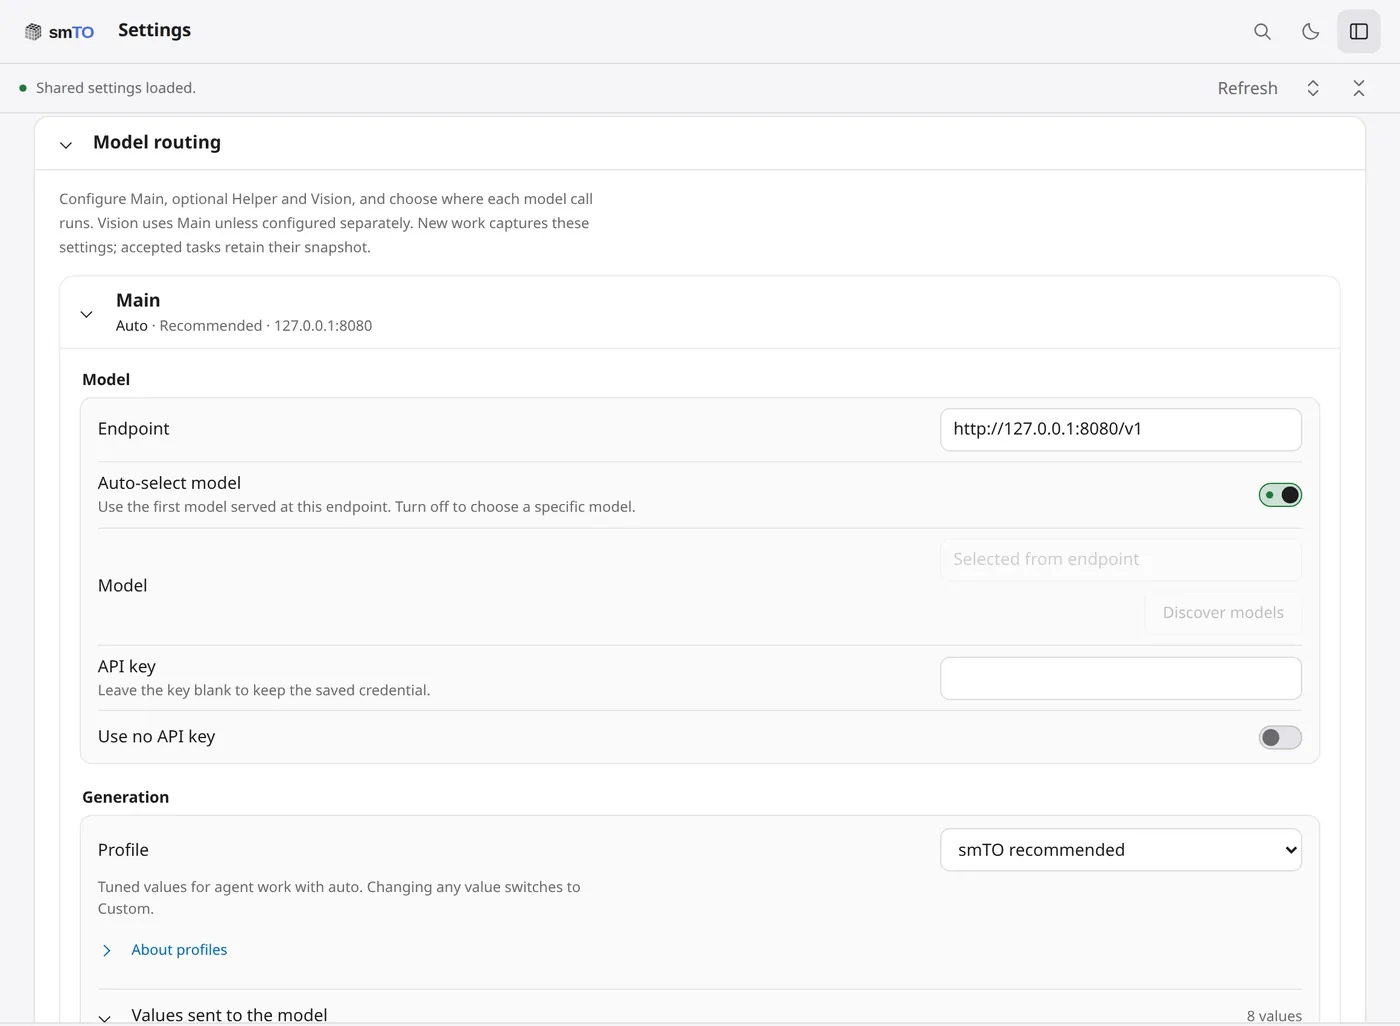 smTO Settings
Shared settings loaded.
Refresh
Model routing
Configure Main, optional Helper and Vision, and choose where each model call
runs. Vision uses Main unless configured separately. New work captures these
settings; accepted tasks retain their snapshot.
Main
Auto · Recommended · 127.0.0.1:8080
Model
Endpoint
http://127.0.0.1:8080/v1
Auto-select model
Use the first model served at this endpoint. Turn off to choose a specific model.
Model
Selected from endpoint
Discover models
API key
Leave the key blank to keep the saved credential.
Use no API key
Generation
Profile
smTO recommended
Tuned values for agent work with auto. Changing any value switches to
Custom.
About profiles
Values sent to the model
8 values